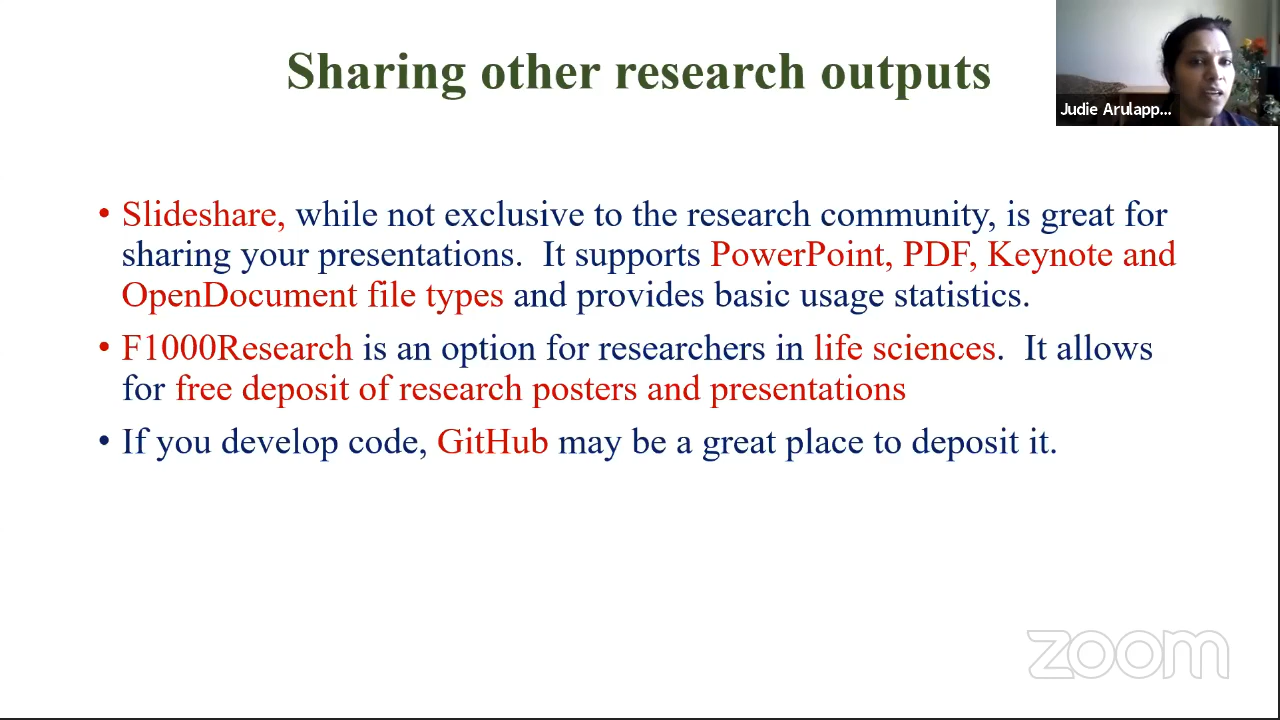 Sharing other research outputs
Judie Arulapp...
• Slideshare, while not exclusive to the research community, is great for
sharing your presentations.  It supports PowerPoint, PDF, Keynote and
OpenDocument file types and provides basic usage statistics.
• F1000Research is an option for researchers in life sciences.  It allows
for free deposit of research posters and presentations
• If you develop code, GitHub may be a great place to deposit it.
zoom